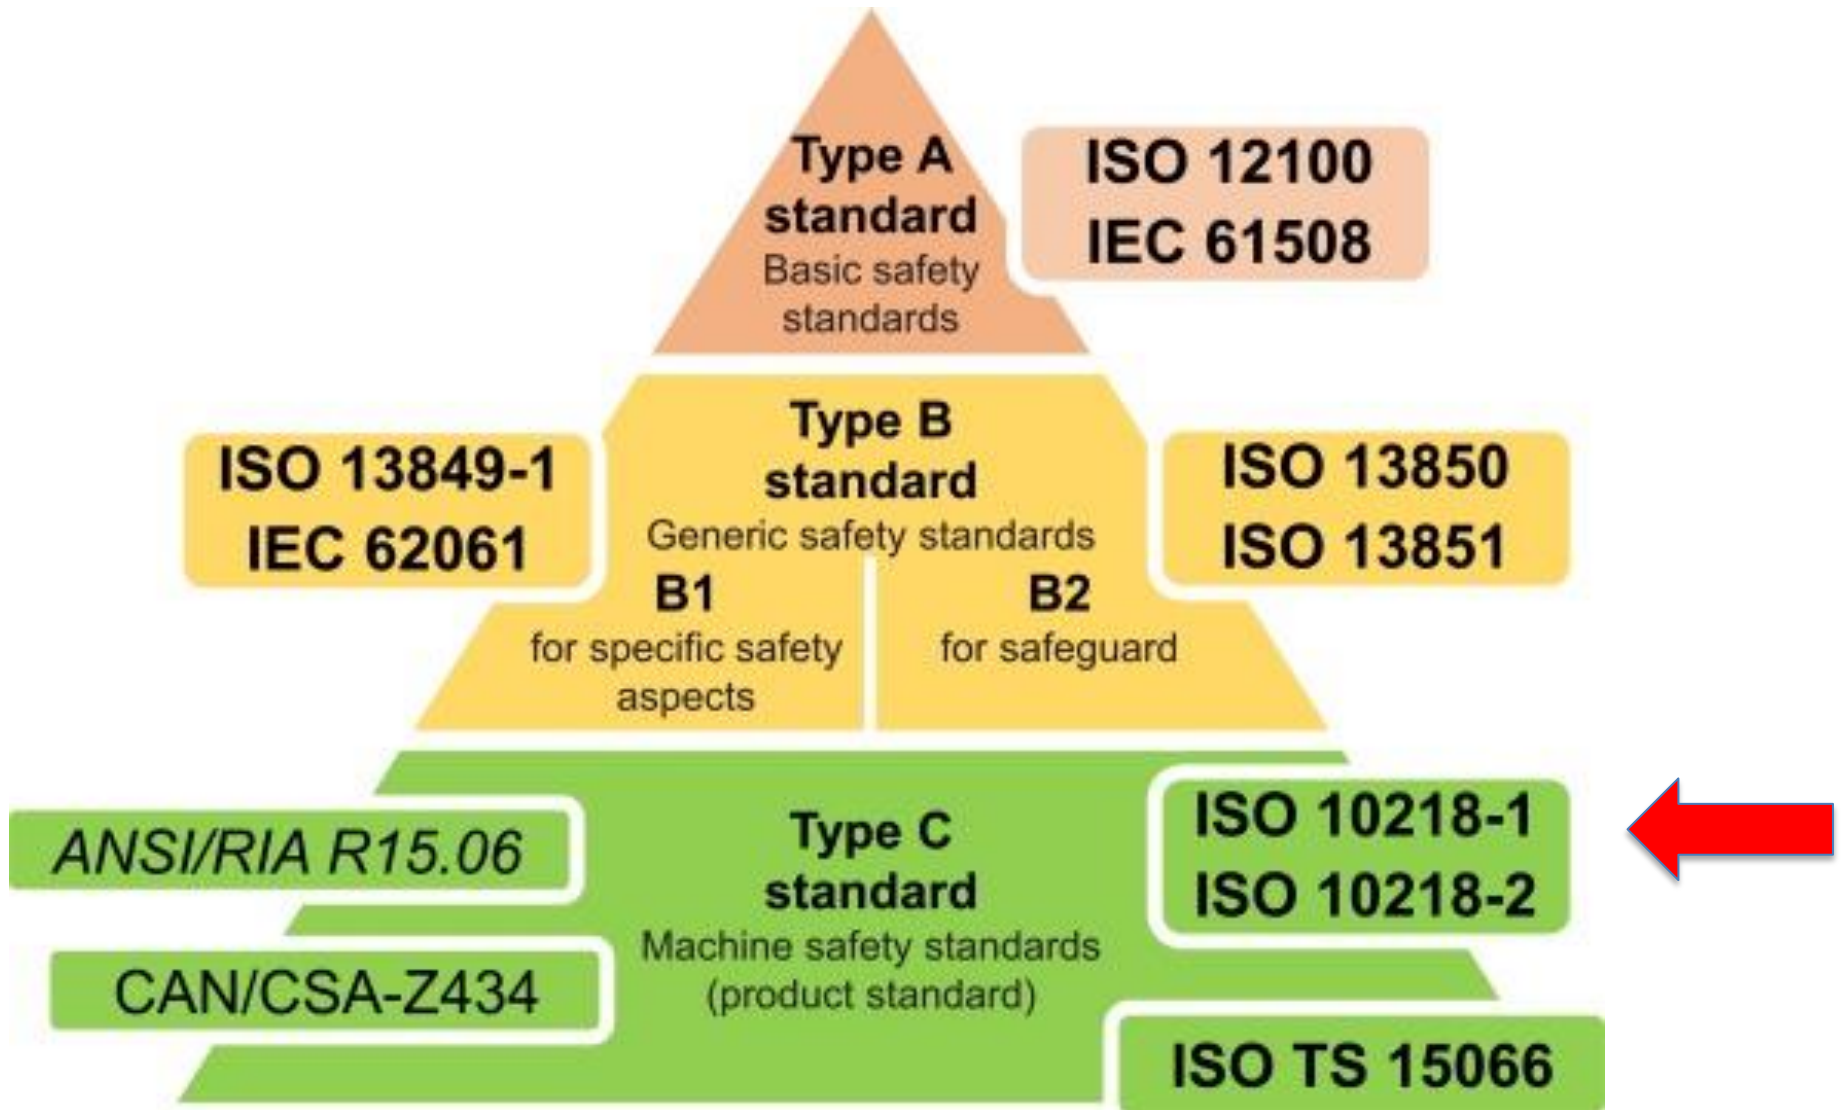 Type A
standard
Basic safety
standards
ISO 12100
IEC 61508
ISO 13849-1
IEC 62061
Type B
standard
Generic safety standards
B1
for specific safety
aspects
B2
for safeguard
ISO 13850
ISO 13851
ANSI/RIA R15.06
CAN/CSA-Z434
Type C
standard
Machine safety standards
(product standard)
ISO 10218-1
ISO 10218-2
ISO TS 15066